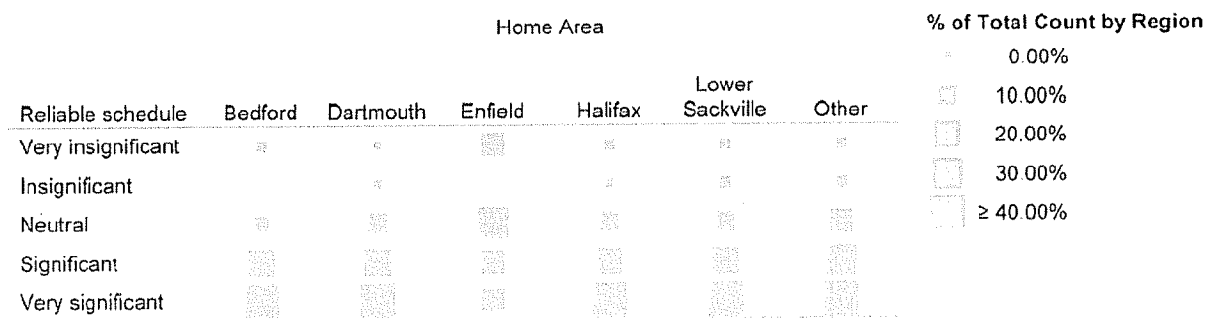 Home Area
% of Total Count by Region
0.00%
10.00%
20.00%
30.00%
≥ 40.00%
Reliable schedule Bedford Dartmouth Enfield Halifax Lower Sackville Other
Very insignificant
Insignificant
Neutral
Significant
Very significant